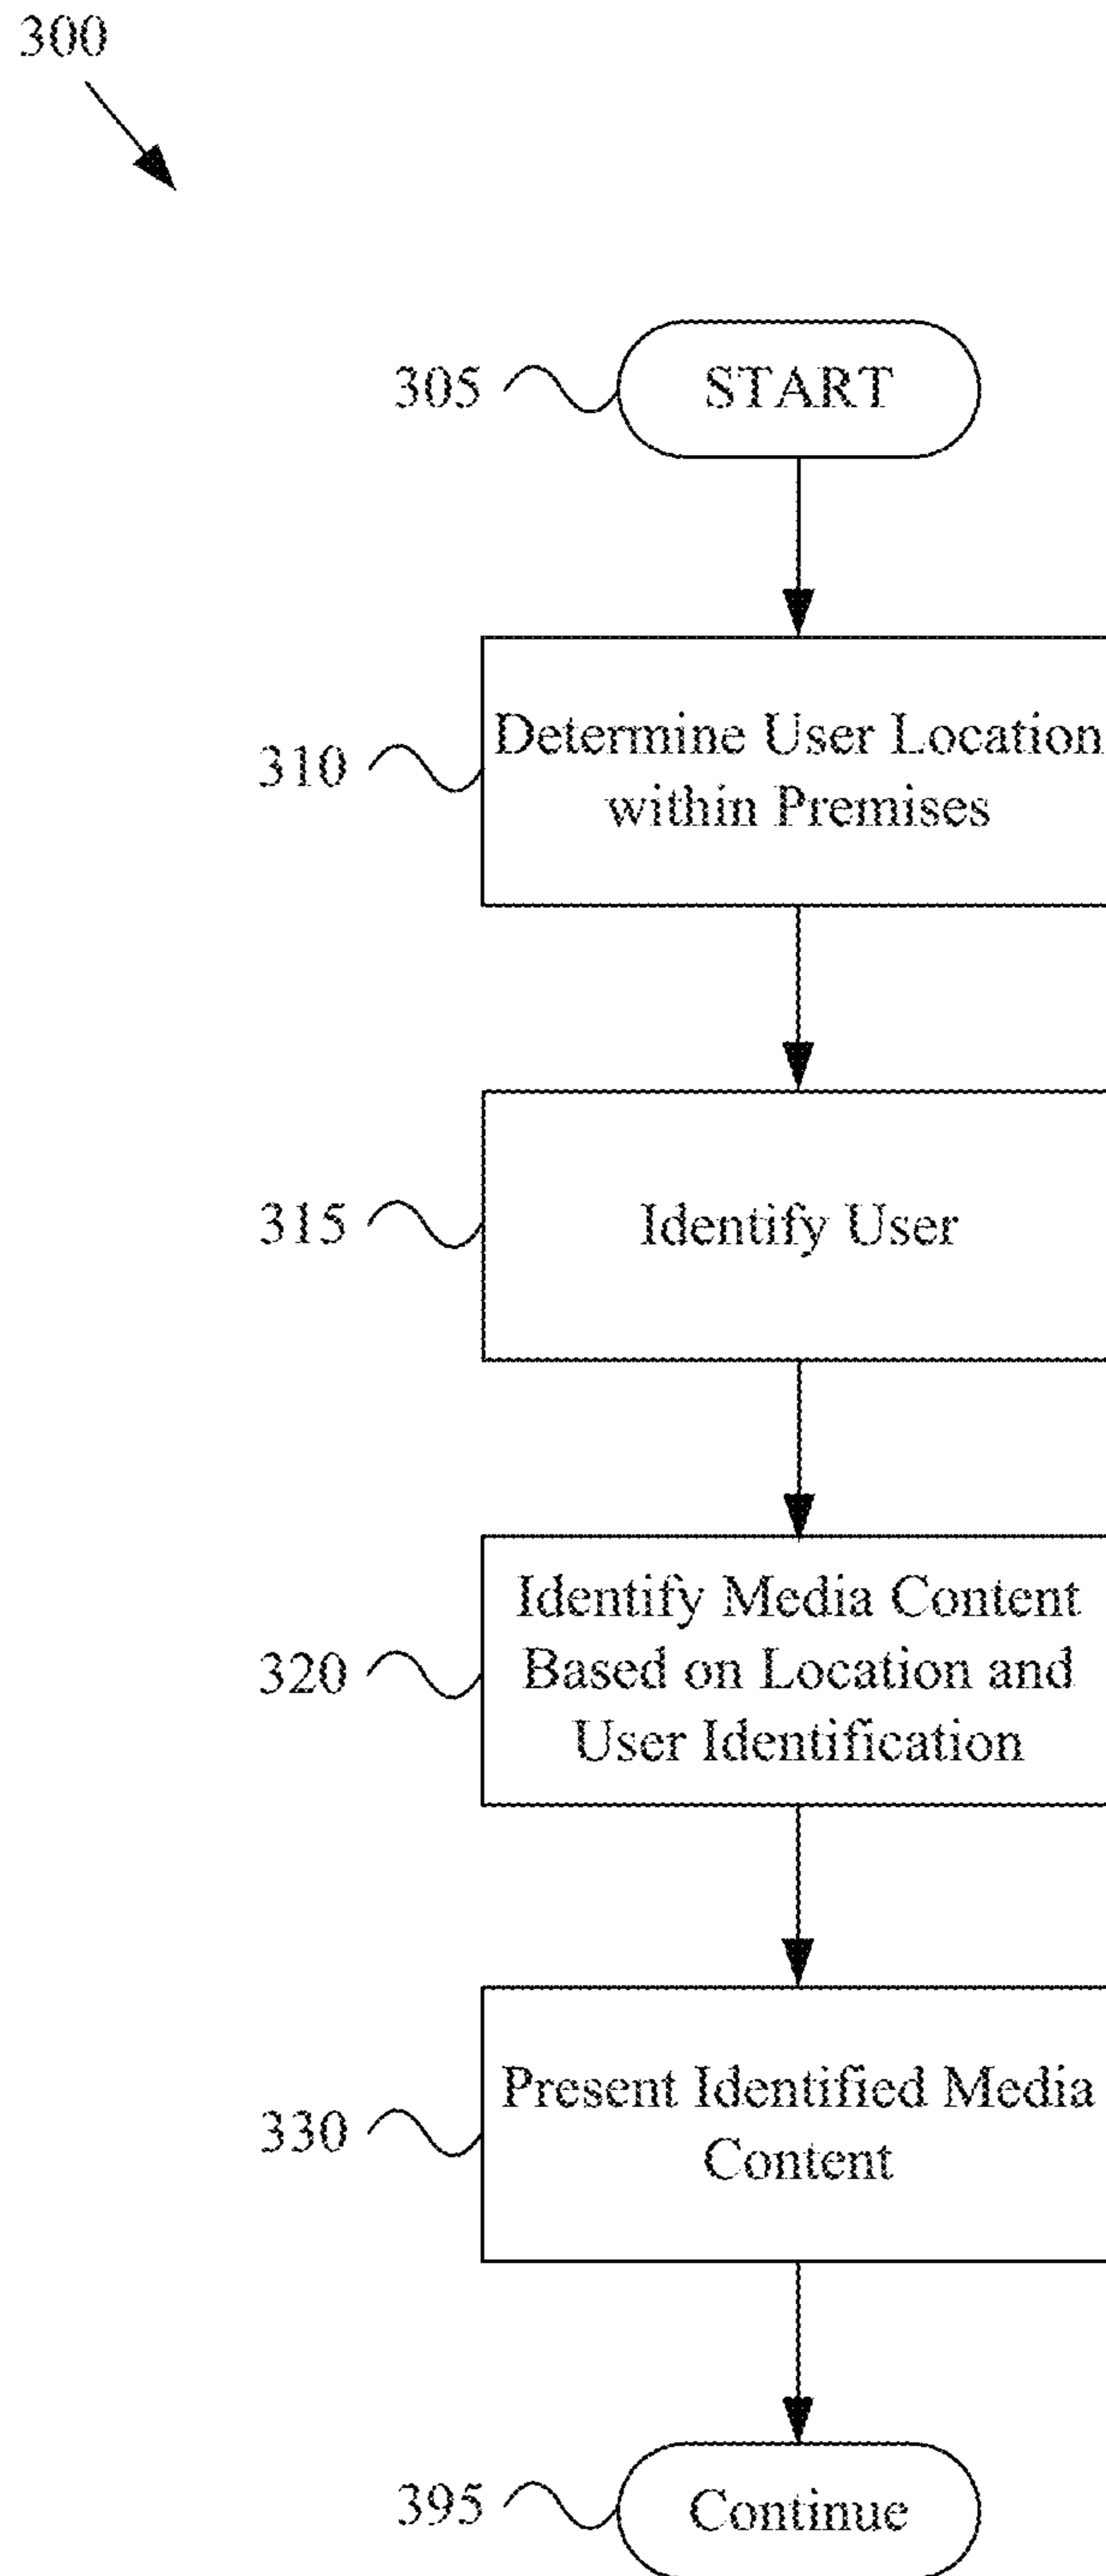 300
305
START
310
Determine User Location
within Premises
315
Identify User
320
Identify Media Content
Based on Location and
User Identification
330
Present Identified Media
Content
395
Continue